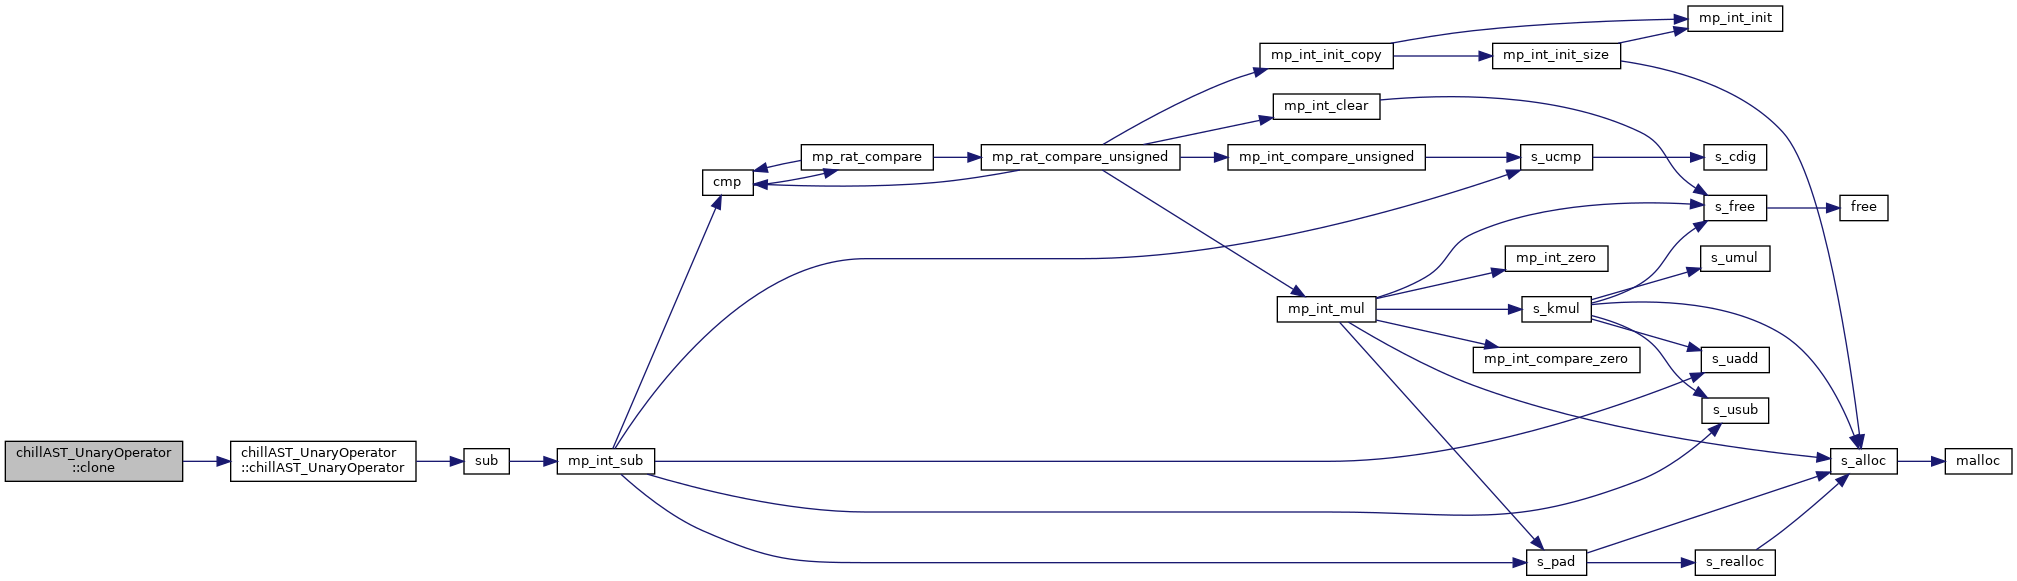 mp_int_init
mp_int_init_copy
mp_int_init_size
mp_int_clear
mp_rat_compare
mp_rat_compare_unsigned
mp_int_compare_unsigned
s_ucmp
s_cdig
cmp
s_free
free
mp_int_zero
s_umul
mp_int_mul
s_kmul
mp_int_compare_zero
s_uadd
s_usub
chillAST_UnaryOperator
::clone
chillAST_UnaryOperator
::chillAST_UnaryOperator
sub
mp_int_sub
s_alloc
malloc
s_pad
s_realloc